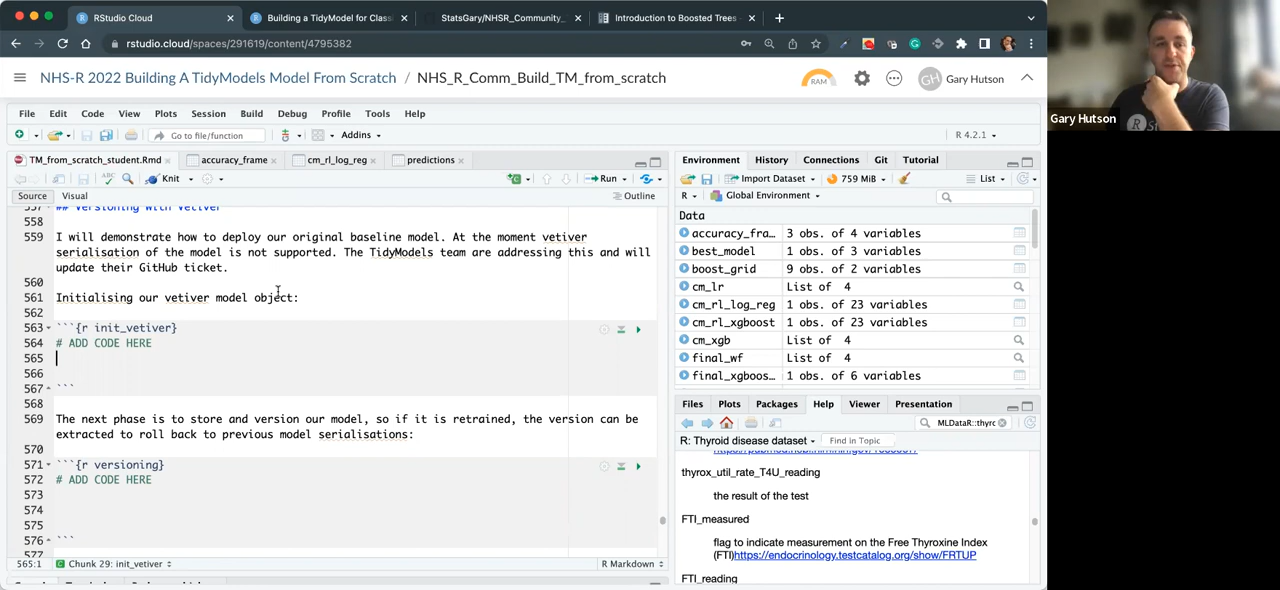 RStudio Cloud
Building a TidyModel for Classi
StatsGary/NHSR_Community_
Introduction to Boosted Trees
rstudio.cloud/spaces/291619/content/4795382
NHS-R 2022 Building A TidyModels Model From Scratch / NHS_R_Comm_Build_TM_from_scratch
RAM
GH Gary Hutson
Gary Hutson
File Edit Code View Plots Session Build Debug Profile Tools Help
Go to file/function
Addins
R 4.2.1
TM_from_scratch_student.Rmd
accuracy_frame
cm_rl_log_reg
predictions
Knit
Run
Source Visual
Outline
557 ## Versioning with Vetiver
558
559 I will demonstrate how to deploy our original baseline model. At the moment vetiver
serialisation of the model is not supported. The TidyModels team are addressing this and will
update their GitHub ticket.
560
561 Initialising our vetiver model object:
562
563 ```{r init_vetiver}
564 # ADD CODE HERE
565
566
567 ```
568
569 The next phase is to store and version our model, so if it is retrained, the version can be
extracted to roll back to previous model serialisations:
570
571 ```{r versioning}
572 # ADD CODE HERE
573
574
575
576 ```
577
565:1 Chunk 29: init_vetiver R Markdown
Environment History Connections Git Tutorial
Import Dataset 759 MiB List
R Global Environment
Data
accuracy_fra… 3 obs. of 4 variables
best_model 1 obs. of 3 variables
boost_grid 9 obs. of 2 variables
cm_lr List of 4
cm_rl_log_reg 1 obs. of 23 variables
cm_rl_xgboost 1 obs. of 23 variables
cm_xgb List of 4
final_wf List of 4
final_xgboos… 1 obs. of 6 variables
Files Plots Packages Help Viewer Presentation
MLDataR::thyrc
R: Thyroid disease dataset Find in Topic
thyrox_util_rate_T4U_reading
the result of the test
FTI_measured
flag to indicate measurement on the Free Thyroxine Index
(FTI)https://endocrinology.testcatalog.org/show/FRTUP
FTI_reading